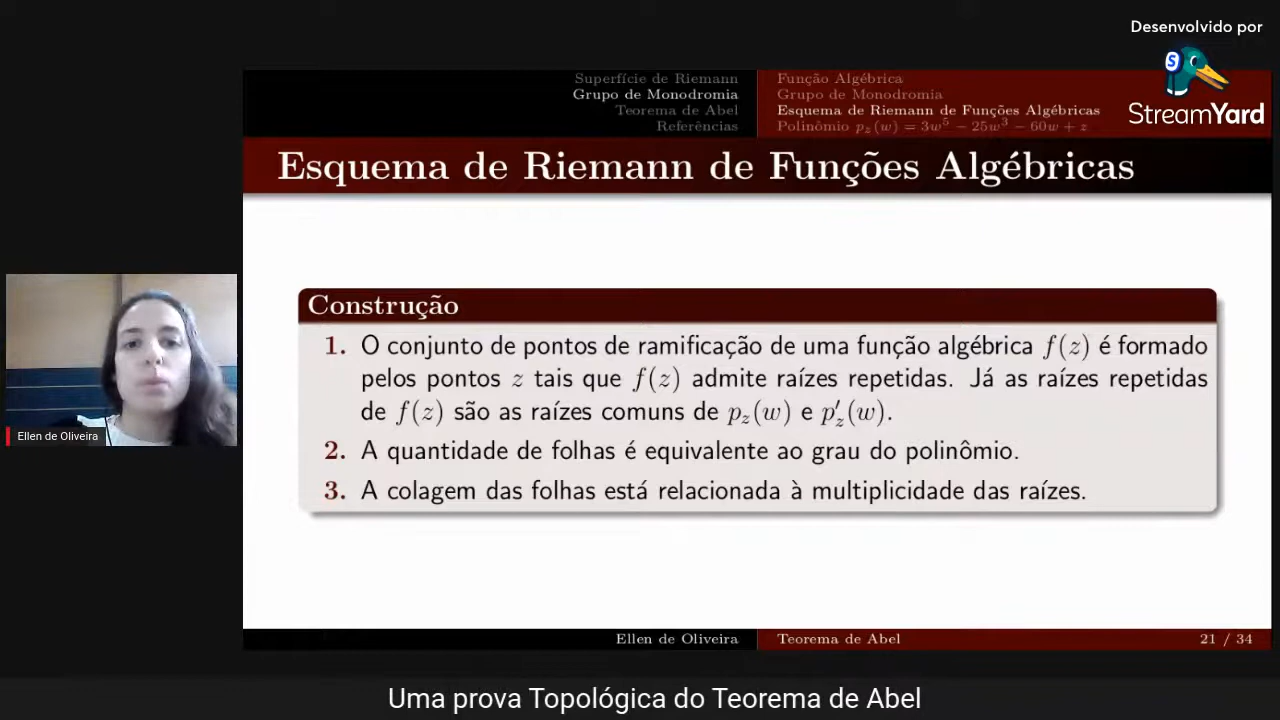 Desenvolvido por
StreamYard
Superfície de Riemann
Grupo de Monodromia
Teorema de Abel
Referências
Função Algébrica
Grupo de Monodromia
Esquema de Riemann de Funções Algébricas
Polinômio p_z(w) = 3w^5 − 25w^3 − 60w + z
Esquema de Riemann de Funções Algébricas
Construção
1. O conjunto de pontos de ramificação de uma função algébrica f(z) é formado
pelos pontos z tais que f(z) admite raízes repetidas. Já as raízes repetidas
de f(z) são as raízes comuns de p_z(w) e p′_z(w).
2. A quantidade de folhas é equivalente ao grau do polinômio.
3. A colagem das folhas está relacionada à multiplicidade das raízes.
Ellen de Oliveira
Ellen de Oliveira
Teorema de Abel
21 / 34
Uma prova Topológica do Teorema de Abel